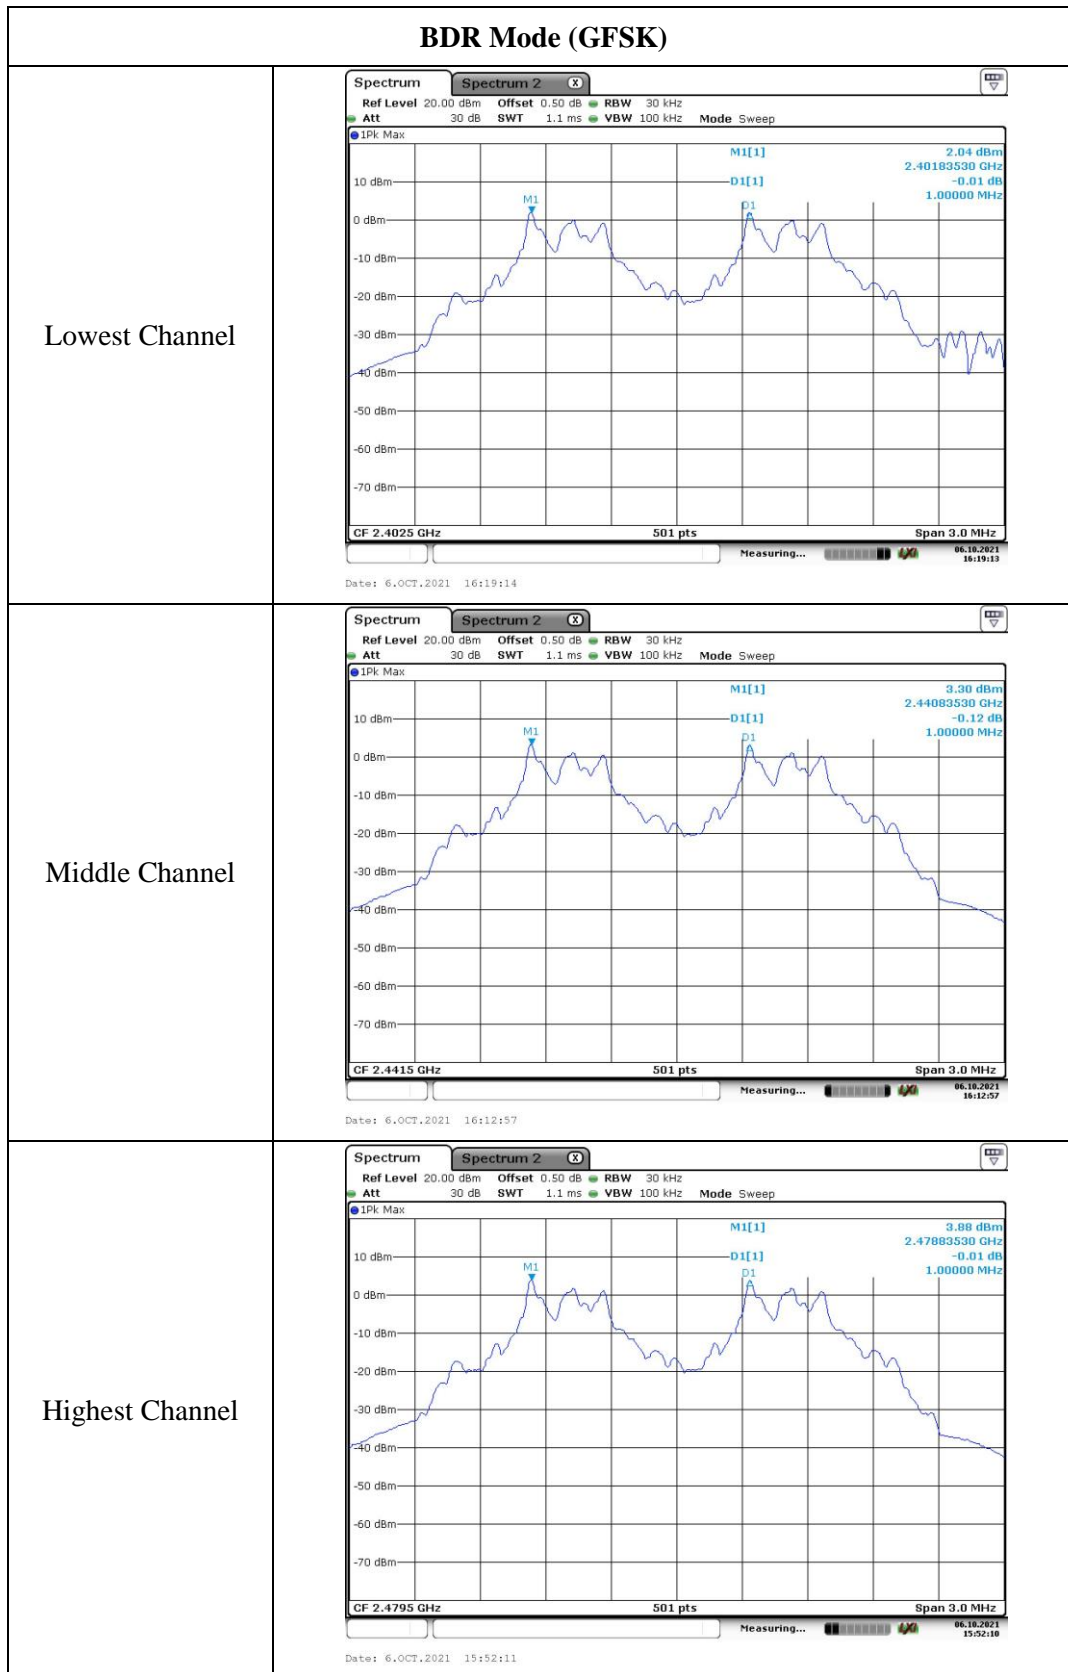 BDR Mode (GFSK)
Lowest Channel
Spectrum Spectrum 2 X
Ref Level 20.00 dBm Offset 0.50 dB RBW 30 kHz
Att 30 dB SWT 1.1 ms VBW 100 kHz Mode Sweep
1Pk Max
M1[1] 2.04 dBm
2.40183530 GHz
10 dBm D1[1] -0.01 dB
1.00000 MHz
M1 D1
0 dBm
-10 dBm
-20 dBm
-30 dBm
-40 dBm
-50 dBm
-60 dBm
-70 dBm
CF 2.4025 GHz 501 pts Span 3.0 MHz
Measuring... LXI 06.10.2021
16:19:13
Date: 6.OCT.2021 16:19:14
Middle Channel
Spectrum Spectrum 2 X
Ref Level 20.00 dBm Offset 0.50 dB RBW 30 kHz
Att 30 dB SWT 1.1 ms VBW 100 kHz Mode Sweep
1Pk Max
M1[1] 3.30 dBm
2.44083530 GHz
10 dBm D1[1] -0.12 dB
1.00000 MHz
M1 D1
0 dBm
-10 dBm
-20 dBm
-30 dBm
-40 dBm
-50 dBm
-60 dBm
-70 dBm
CF 2.4415 GHz 501 pts Span 3.0 MHz
Measuring... LXI 06.10.2021
16:12:57
Date: 6.OCT.2021 16:12:57
Highest Channel
Spectrum Spectrum 2 X
Ref Level 20.00 dBm Offset 0.50 dB RBW 30 kHz
Att 30 dB SWT 1.1 ms VBW 100 kHz Mode Sweep
1Pk Max
M1[1] 3.88 dBm
2.47883530 GHz
10 dBm D1[1] -0.01 dB
1.00000 MHz
M1 D1
0 dBm
-10 dBm
-20 dBm
-30 dBm
-40 dBm
-50 dBm
-60 dBm
-70 dBm
CF 2.4795 GHz 501 pts Span 3.0 MHz
Measuring... LXI 06.10.2021
15:52:10
Date: 6.OCT.2021 15:52:11